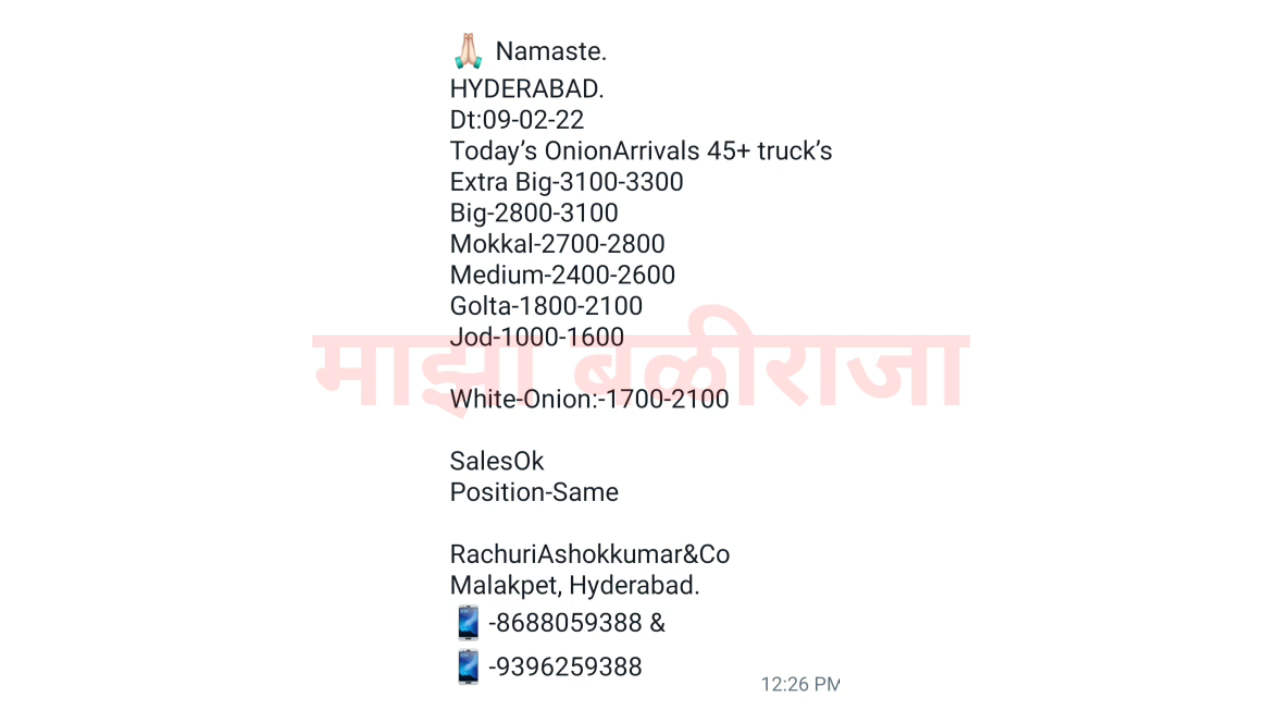 🙏🏻 Namaste.
HYDERABAD.
Dt:09-02-22
Today’s OnionArrivals 45+ truck’s
Extra Big-3100-3300
Big-2800-3100
Mokkal-2700-2800
Medium-2400-2600
Golta-1800-2100
Jod-1000-1600
माझा बळीराजा
White-Onion:-1700-2100
SalesOk
Position-Same
RachuriAshokkumar&Co
Malakpet, Hyderabad.
📱-8688059388 &
📱-9396259388
12:26 PM